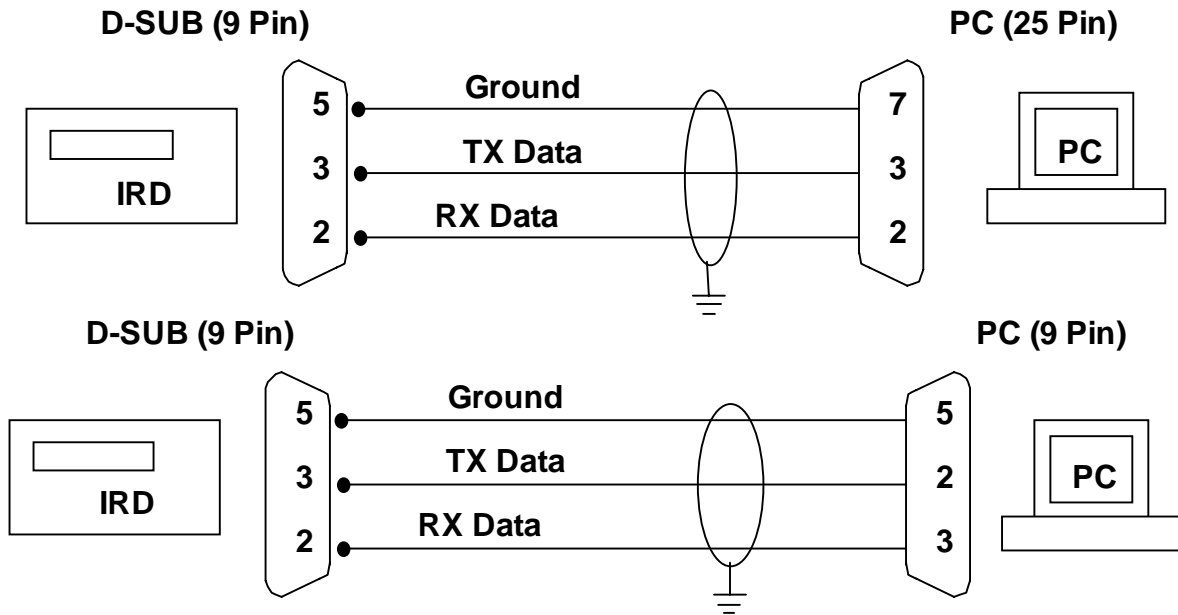 D-SUB (9 Pin) PC (25 Pin)
5 Ground 7
3 TX Data 3
IRD PC
2 RX Data 2
D-SUB (9 Pin) PC (9 Pin)
5 Ground 5
3 TX Data 2
IRD PC
2 RX Data 3